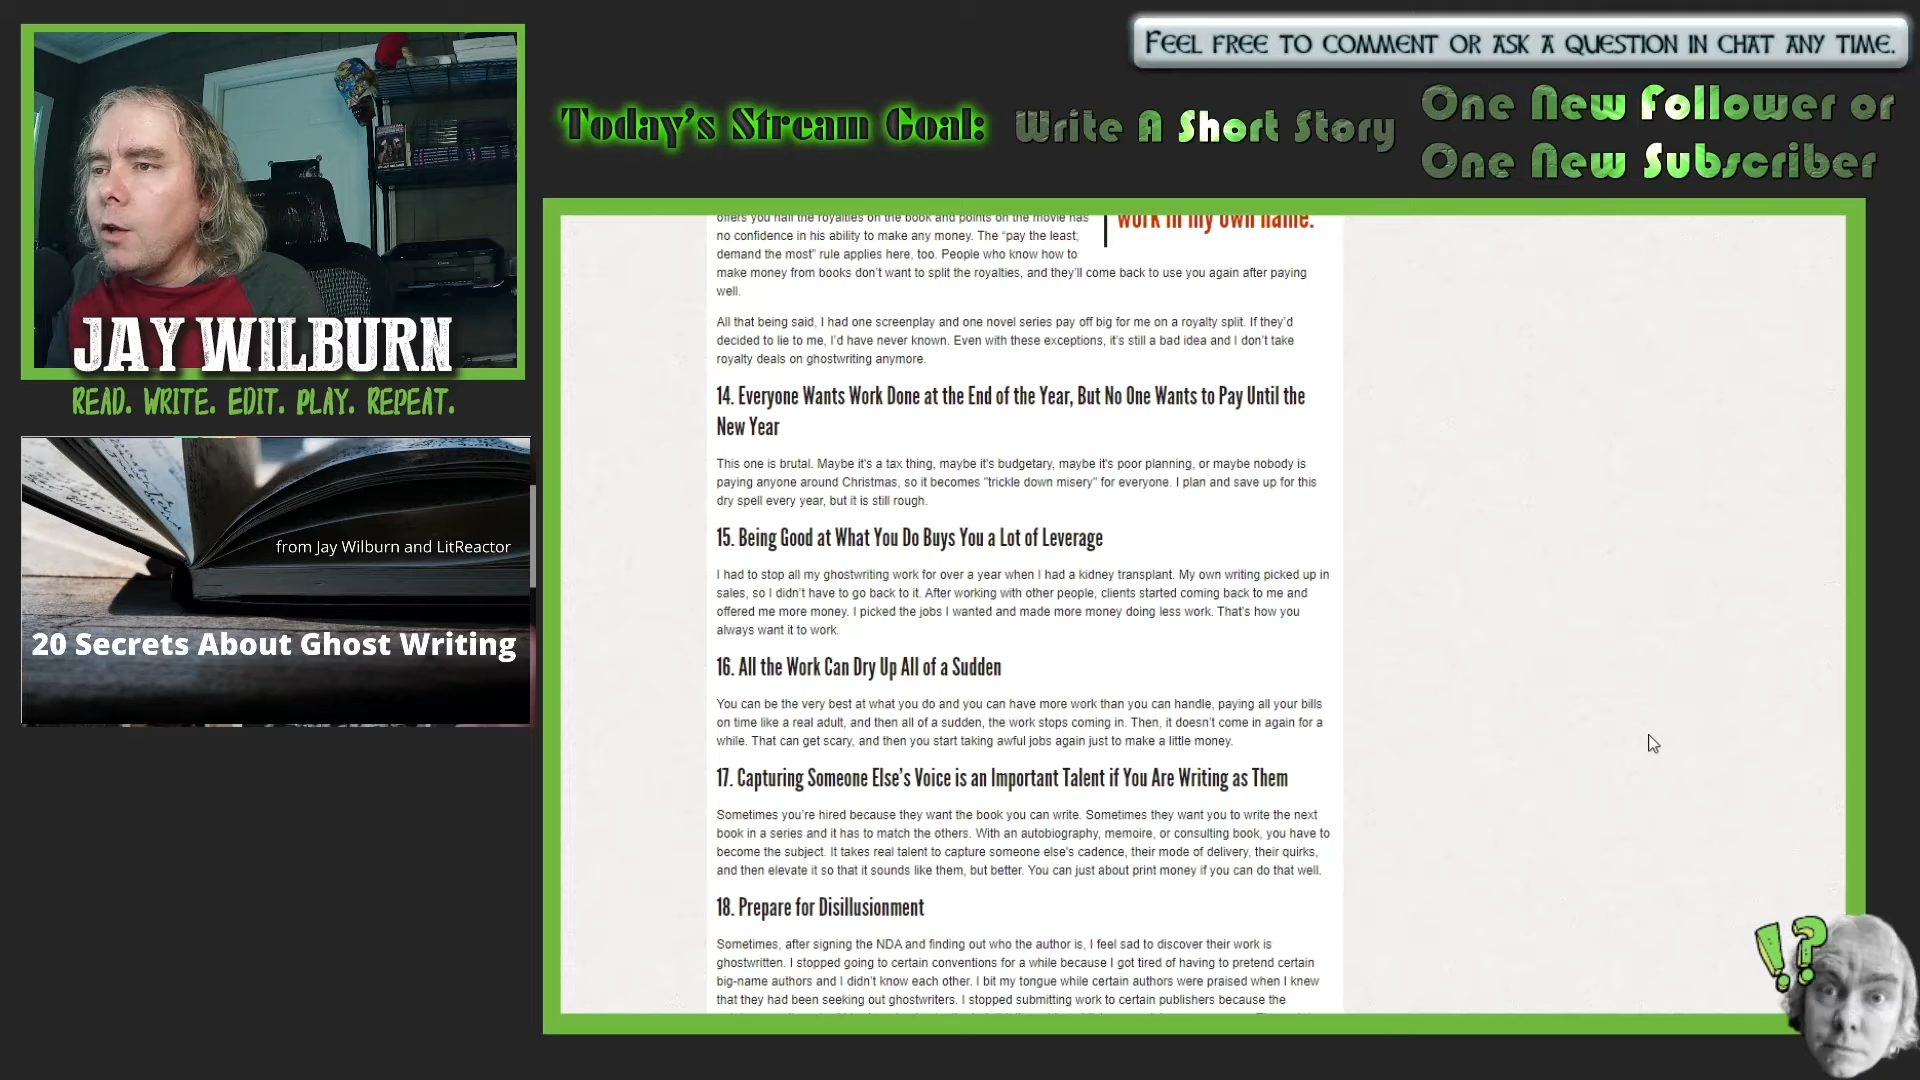 FEEL FREE TO COMMENT OR ASK A QUESTION IN CHAT ANY TIME.
Today's Stream Goal:
Write A Short Story
One New Follower or
One New Subscriber
JAY WILBURN
READ. WRITE. EDIT. PLAY. REPEAT.
from Jay Wilburn and LitReactor
20 Secrets About Ghost Writing
work in my own name.
offers you half the royalties on the book and points on the movie has
no confidence in his ability to make any money. The “pay the least;
demand the most” rule applies here, too. People who know how to
make money from books don’t want to split the royalties, and they’ll come back to use you again after paying
well.
All that being said, I had one screenplay and one novel series pay off big for me on a royalty split. If they’d
decided to lie to me, I’d have never known. Even with these exceptions, it’s still a bad idea and I don’t take
royalty deals on ghostwriting anymore.
14. Everyone Wants Work Done at the End of the Year, But No One Wants to Pay Until the
New Year
This one is brutal. Maybe it's a tax thing, maybe it's budgetary, maybe it's poor planning, or maybe nobody is
paying anyone around Christmas, so it becomes "trickle down misery" for everyone. I plan and save up for this
dry spell every year, but it is still rough.
15. Being Good at What You Do Buys You a Lot of Leverage
I had to stop all my ghostwriting work for over a year when I had a kidney transplant. My own writing picked up in
sales, so I didn’t have to go back to it. After working with other people, clients started coming back to me and
offered me more money. I picked the jobs I wanted and made more money doing less work. That’s how you
always want it to work.
16. All the Work Can Dry Up All of a Sudden
You can be the very best at what you do and you can have more work than you can handle, paying all your bills
on time like a real adult, and then all of a sudden, the work stops coming in. Then, it doesn’t come in again for a
while. That can get scary, and then you start taking awful jobs again just to make a little money.
17. Capturing Someone Else’s Voice is an Important Talent if You Are Writing as Them
Sometimes you’re hired because they want the book you can write. Sometimes they want you to write the next
book in a series and it has to match the others. With an autobiography, memoire, or consulting book, you have to
become the subject. It takes real talent to capture someone else's cadence, their mode of delivery, their quirks,
and then elevate it so that it sounds like them, but better. You can just about print money if you can do that well.
18. Prepare for Disillusionment
Sometimes, after signing the NDA and finding out who the author is, I feel sad to discover their work is
ghostwritten. I stopped going to certain conventions for a while because I got tired of having to pretend certain
big-name authors and I didn’t know each other. I bit my tongue while certain authors were praised when I knew
that they had been seeking out ghostwriters. I stopped submitting work to certain publishers because the